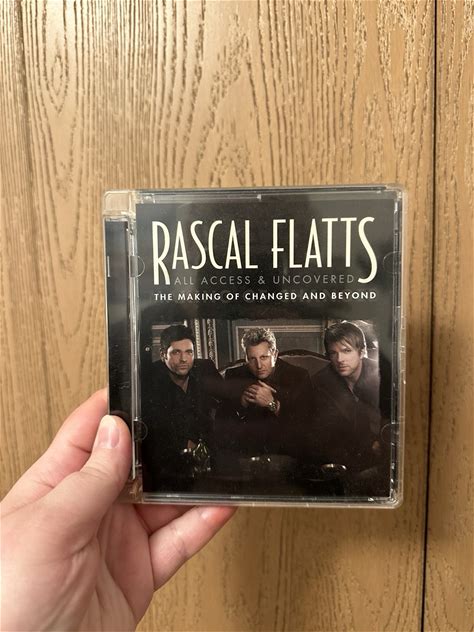 RASCAL FLATTS
ALL ACCESS & UNCOVERED
THE MAKING OF CHANGED AND BEYOND